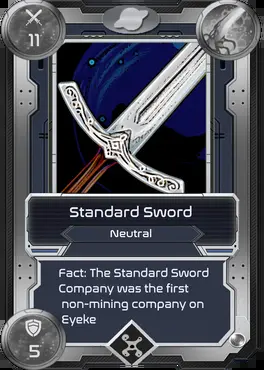 11
Standard Sword
Neutral
Fact: The Standard Sword
Company was the first
non-mining company on
Eyeke
5